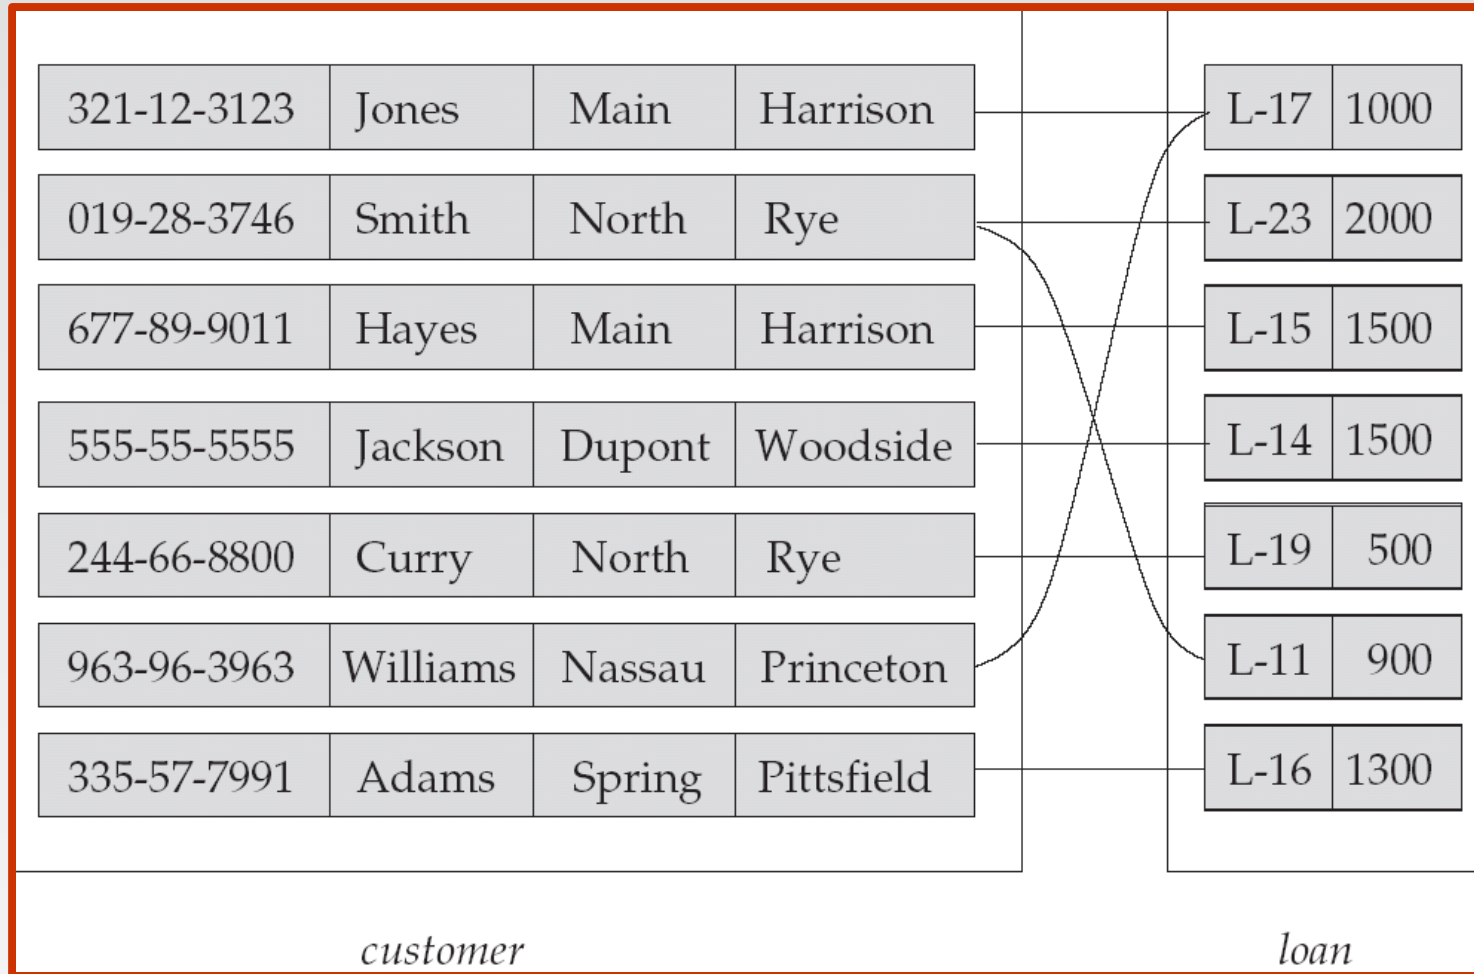 321-12-3123 Jones Main Harrison L-17 1000
019-28-3746 Smith North Rye L-23 2000
677-89-9011 Hayes Main Harrison L-15 1500
555-55-5555 Jackson Dupont Woodside L-14 1500
244-66-8800 Curry North Rye L-19 500
963-96-3963 Williams Nassau Princeton L-11 900
335-57-7991 Adams Spring Pittsfield L-16 1300
customer loan